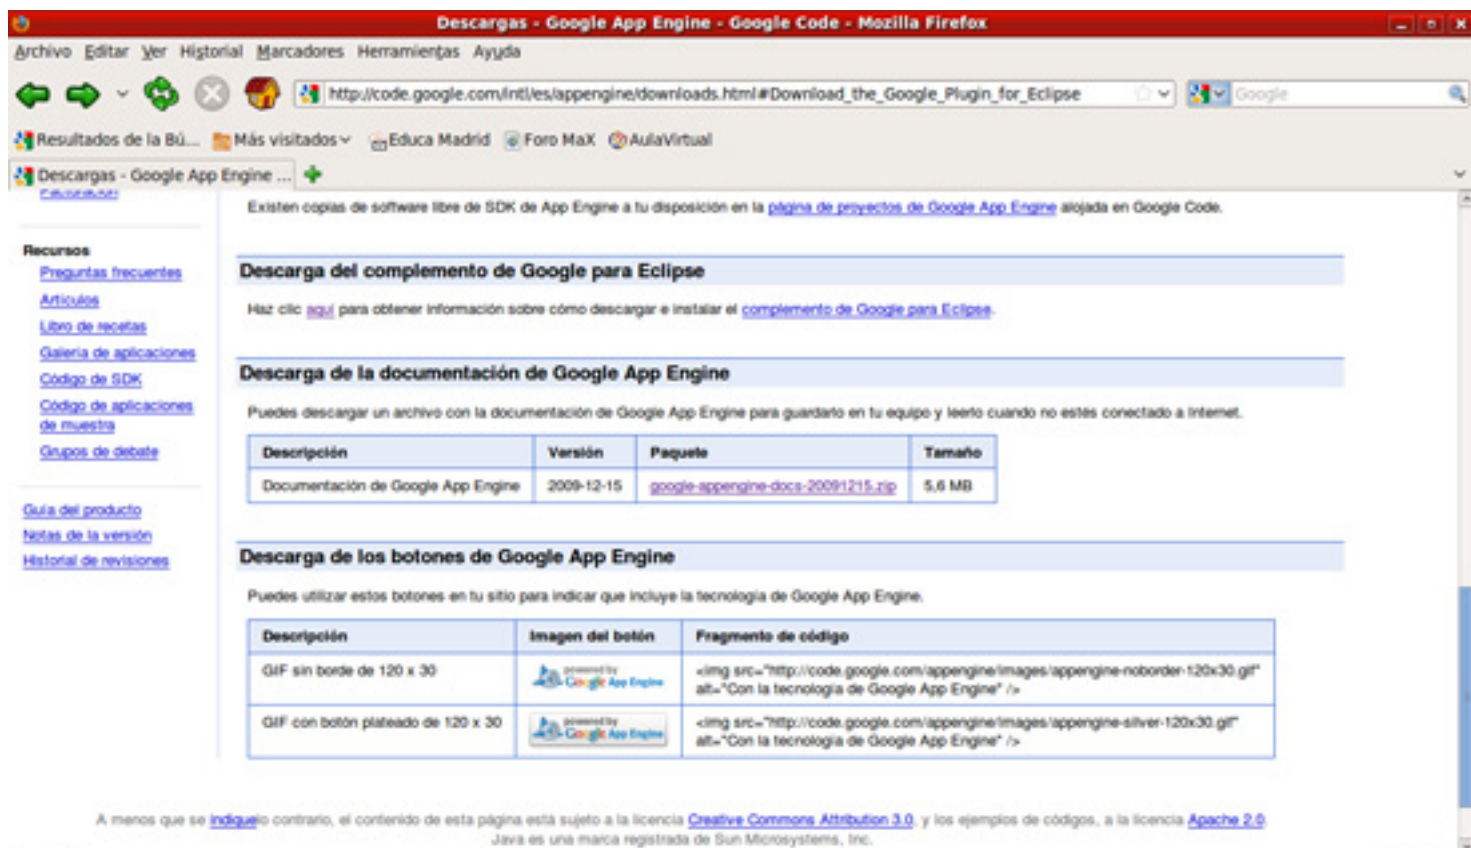 Descargas - Google App Engine - Google Code - Mozilla Firefox
Archivo Editar Ver Historial Marcadores Herramientas Ayuda
http://code.google.com/intl/es/appengine/downloads.html#Download_the_Google_Plugin_for_Eclipse
Google
Resultados de la Bú... Más visitados Educa Madrid Foro MaX AulaVirtual
Descargas - Google App Engine ...
Facturación
Existen copias de software libre de SDK de App Engine a tu disposición en la página de proyectos de Google App Engine alojada en Google Code.
Recursos
Preguntas frecuentes
Artículos
Libro de recetas
Galería de aplicaciones
Código de SDK
Código de aplicaciones
de muestra
Grupos de debate
Guía del producto
Notas de la versión
Historial de revisiones
Descarga del complemento de Google para Eclipse
Haz clic aquí para obtener información sobre cómo descargar e instalar el complemento de Google para Eclipse.
Descarga de la documentación de Google App Engine
Puedes descargar un archivo con la documentación de Google App Engine para guardarlo en tu equipo y leerlo cuando no estés conectado a Internet.
Descripción Versión Paquete Tamaño
Documentación de Google App Engine 2009-12-15 google-appengine-docs-20091215.zip 5,6 MB
Descarga de los botones de Google App Engine
Puedes utilizar estos botones en tu sitio para indicar que incluye la tecnología de Google App Engine.
Descripción Imagen del botón Fragmento de código
GIF sin borde de 120 x 30
powered by
Google App Engine
<img src="http://code.google.com/appengine/images/appengine-noborder-120x30.gif"
alt="Con la tecnología de Google App Engine" />
GIF con botón plateado de 120 x 30
powered by
Google App Engine
<img src="http://code.google.com/appengine/images/appengine-silver-120x30.gif"
alt="Con la tecnología de Google App Engine" />
A menos que se indiquelo contrario, el contenido de esta página está sujeto a la licencia Creative Commons Attribution 3.0, y los ejemplos de códigos, a la licencia Apache 2.0.
Java es una marca registrada de Sun Microsystems, Inc.